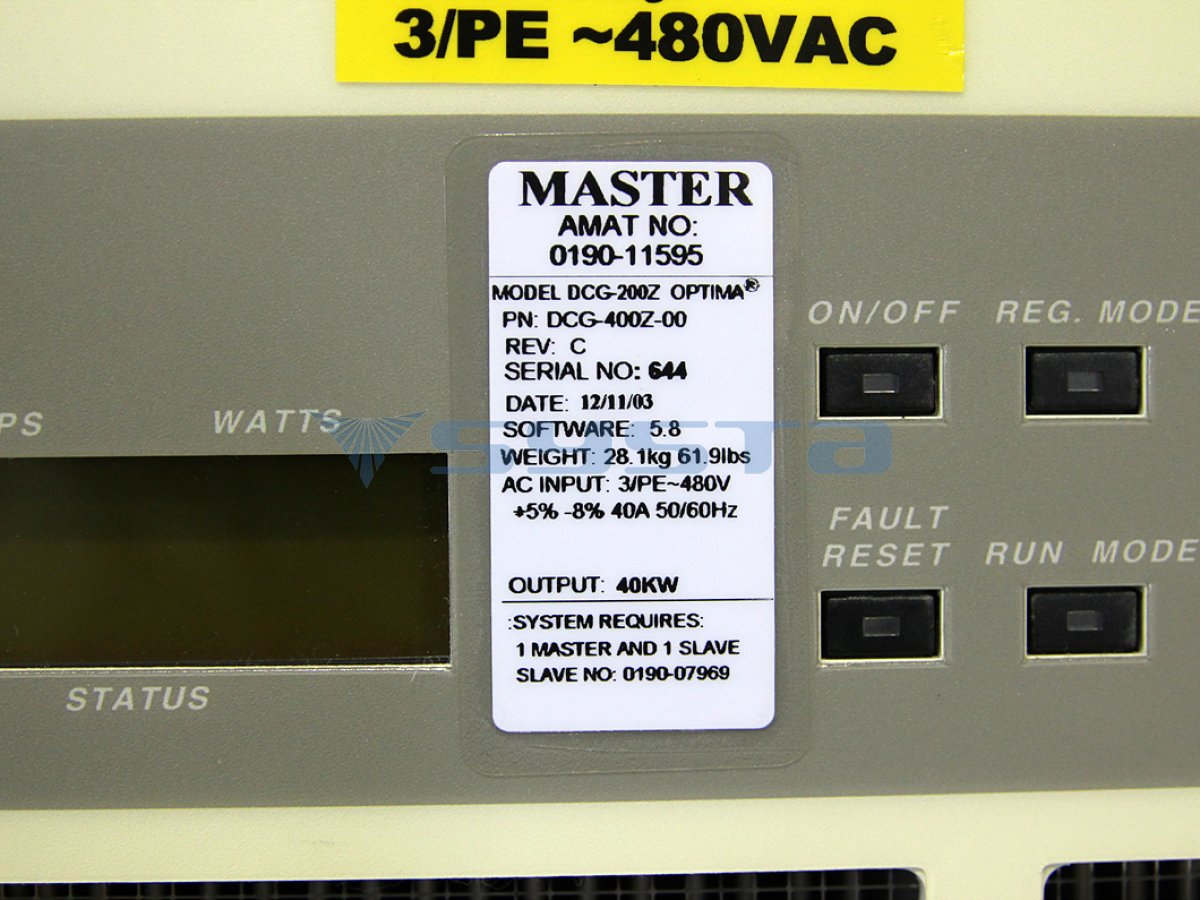 3/PE ~480VAC
MASTER
AMAT NO:
0190-11595
MODEL DCG-200Z OPTIMA®
PN: DCG-400Z-00
REV: C
SERIAL NO: 644
DATE: 12/11/03
SOFTWARE: 5.8
WEIGHT: 28.1kg 61.9lbs
AC INPUT: 3/PE~480V
+5% -8% 40A 50/60Hz
OUTPUT: 40KW
:SYSTEM REQUIRES:
1 MASTER AND 1 SLAVE
SLAVE NO: 0190-07969
ON/OFF
REG. MODE
PS
WATTS
systa
FAULT
RESET
RUN MODE
STATUS